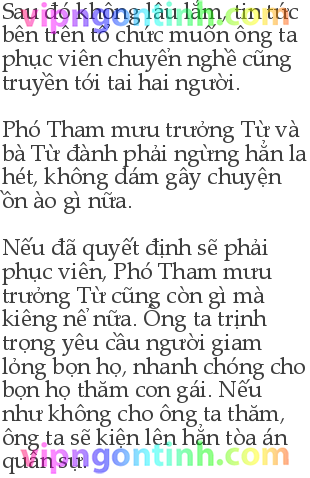 Sau đó không lâu lắm, tin tức
bên trên tổ chức muốn ông ta
phục viên chuyển nghề cũng
truyền tới tai hai người.
Phó Tham mưu trưởng Từ và
bà Từ đành phải ngừng hẳn la
hét, không dám gây chuyện
ồn ào gì nữa.
Nếu đã quyết định sẽ phải
phục viên, Phó Tham mưu
trưởng Từ cũng còn gì mà
kiêng nể nữa. Ông ta trịnh
trọng yêu cầu người giam
lỏng bọn họ, nhanh chóng cho
bọn họ thăm con gái. Nếu
như không cho ông ta thăm,
ông ta sẽ kiện lên hẳn tòa án
quân sự.
vipngontinh.com
vipngontinh.com